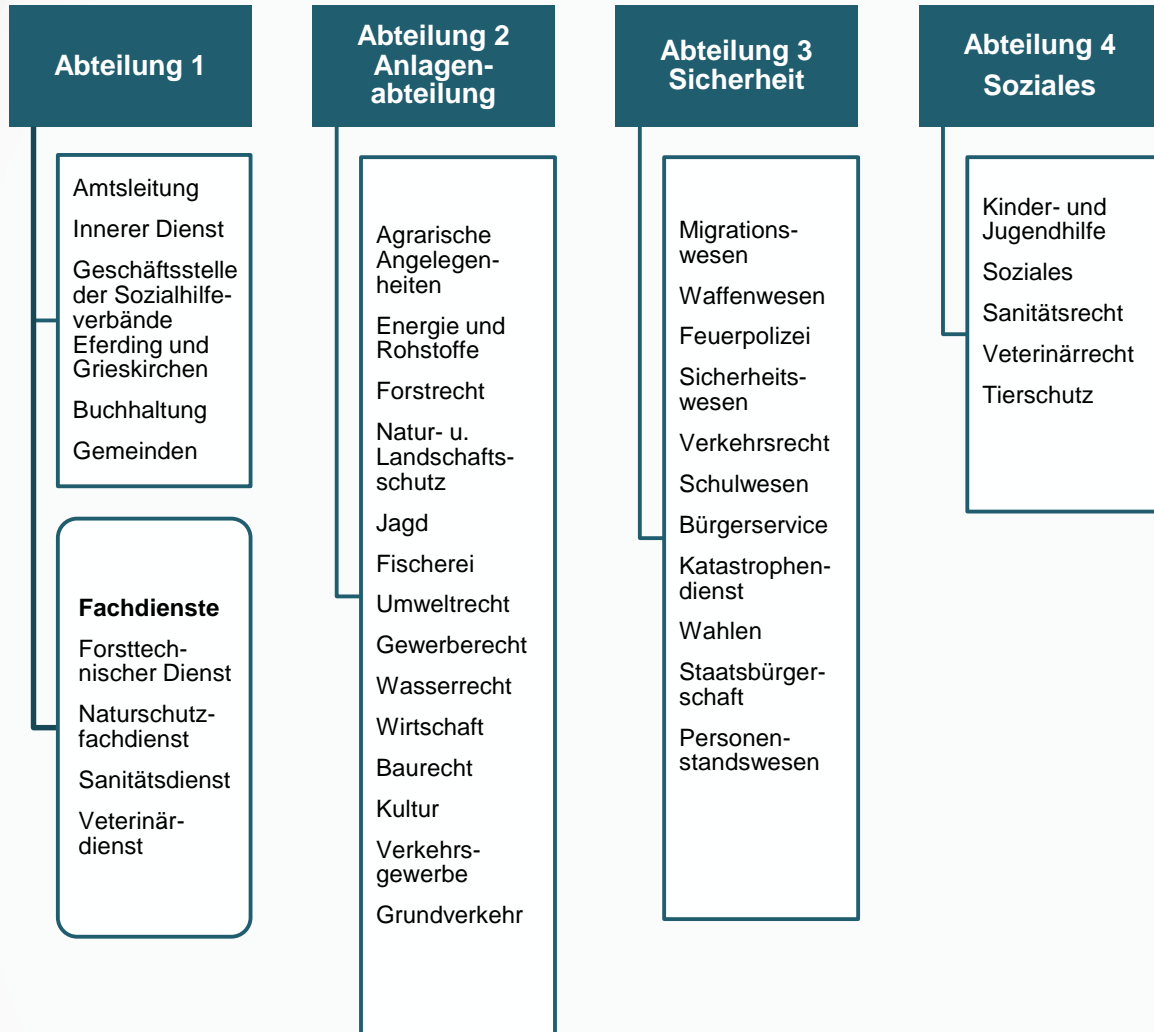 Abteilung 1
Amtsleitung
Innerer Dienst
Geschäftsstelle
der Sozialhilfe-
verbände
Eferding und
Grieskirchen
Buchhaltung
Gemeinden
Fachdienste
Forsttech-
nischer Dienst
Naturschutz-
fachdienst
Sanitätsdienst
Veterinär-
dienst
Abteilung 2
Anlagen-
abteilung
Agrarische
Angelegen-
heiten
Energie und
Rohstoffe
Forstrecht
Natur- u.
Landschafts-
schutz
Jagd
Fischerei
Umweltrecht
Gewerberecht
Wasserrecht
Wirtschaft
Baurecht
Kultur
Verkehrs-
gewerbe
Grundverkehr
Abteilung 3
Sicherheit
Migrations-
wesen
Waffenwesen
Feuerpolizei
Sicherheits-
wesen
Verkehrsrecht
Schulwesen
Bürgerservice
Katastrophen-
dienst
Wahlen
Staatsbürger-
schaft
Personen-
standswesen
Abteilung 4
Soziales
Kinder- und
Jugendhilfe
Soziales
Sanitätsrecht
Veterinärrecht
Tierschutz